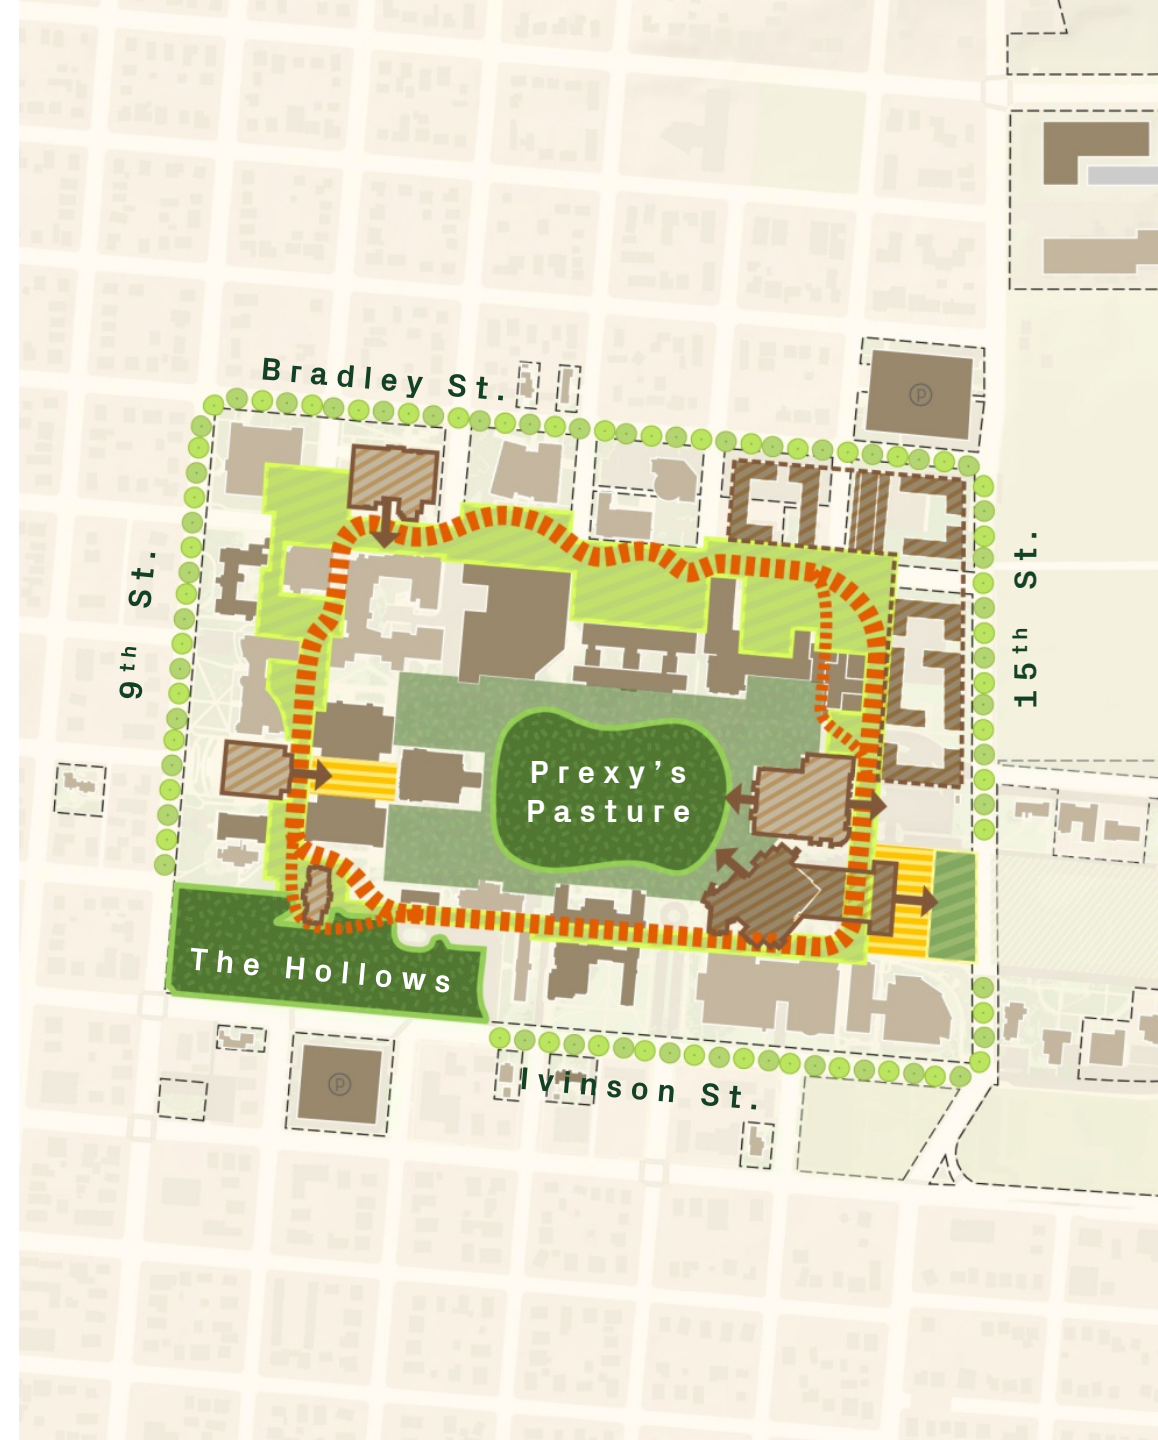 Bradley St.
P
9th St.
15th St.
Prexy's
Pasture
The Hollows
P
Ivinson St.